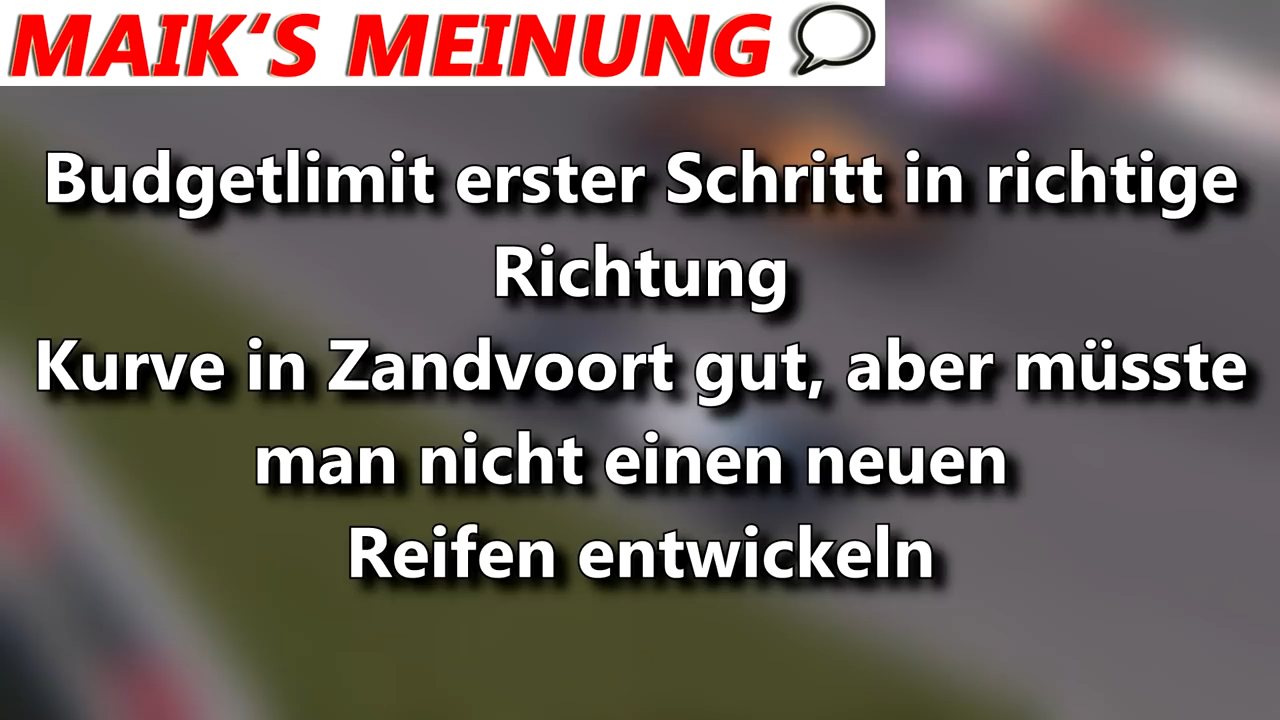 MAIK‘S MEINUNG
Budgetlimit erster Schritt in richtige
Richtung
Kurve in Zandvoort gut, aber müsste
man nicht einen neuen
Reifen entwickeln